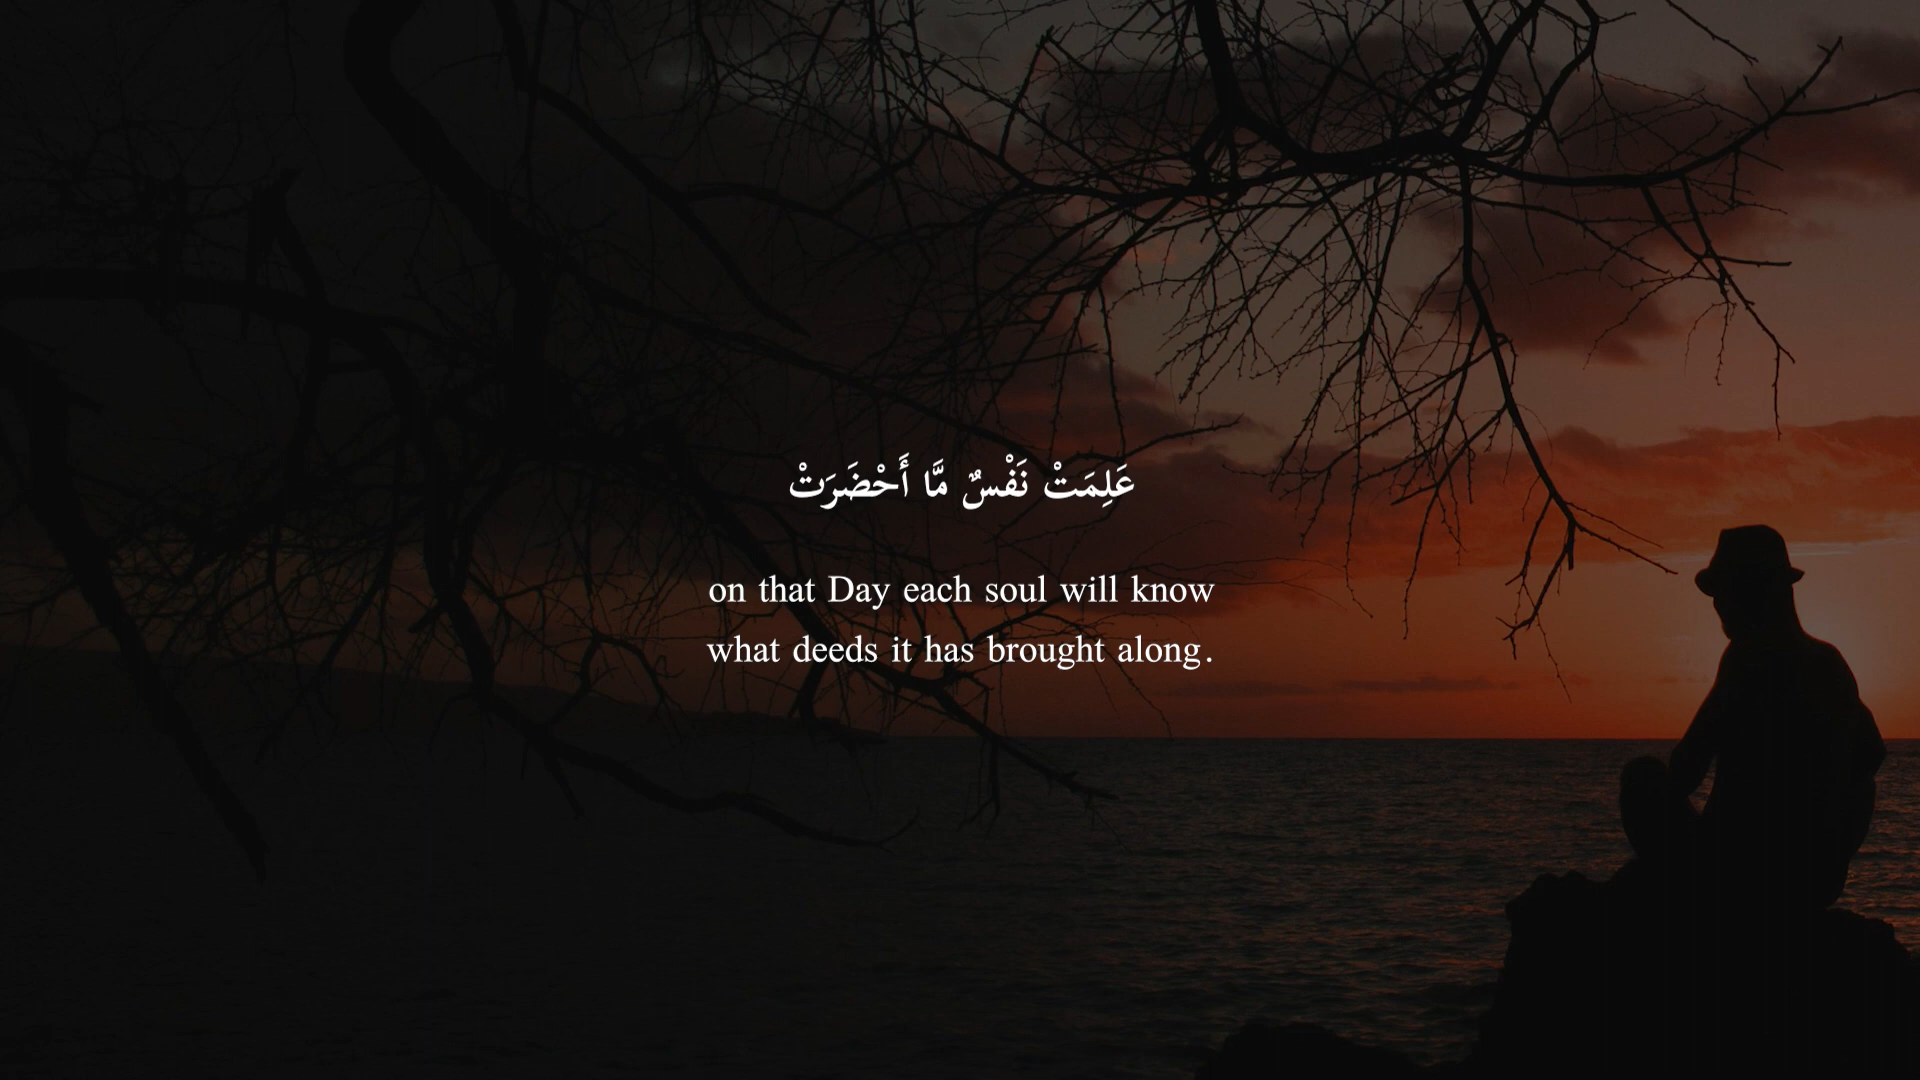 عَلِمَتْ نَفْسٌ مَّا أَحْضَرَتْ
on that Day each soul will know
what deeds it has brought along.